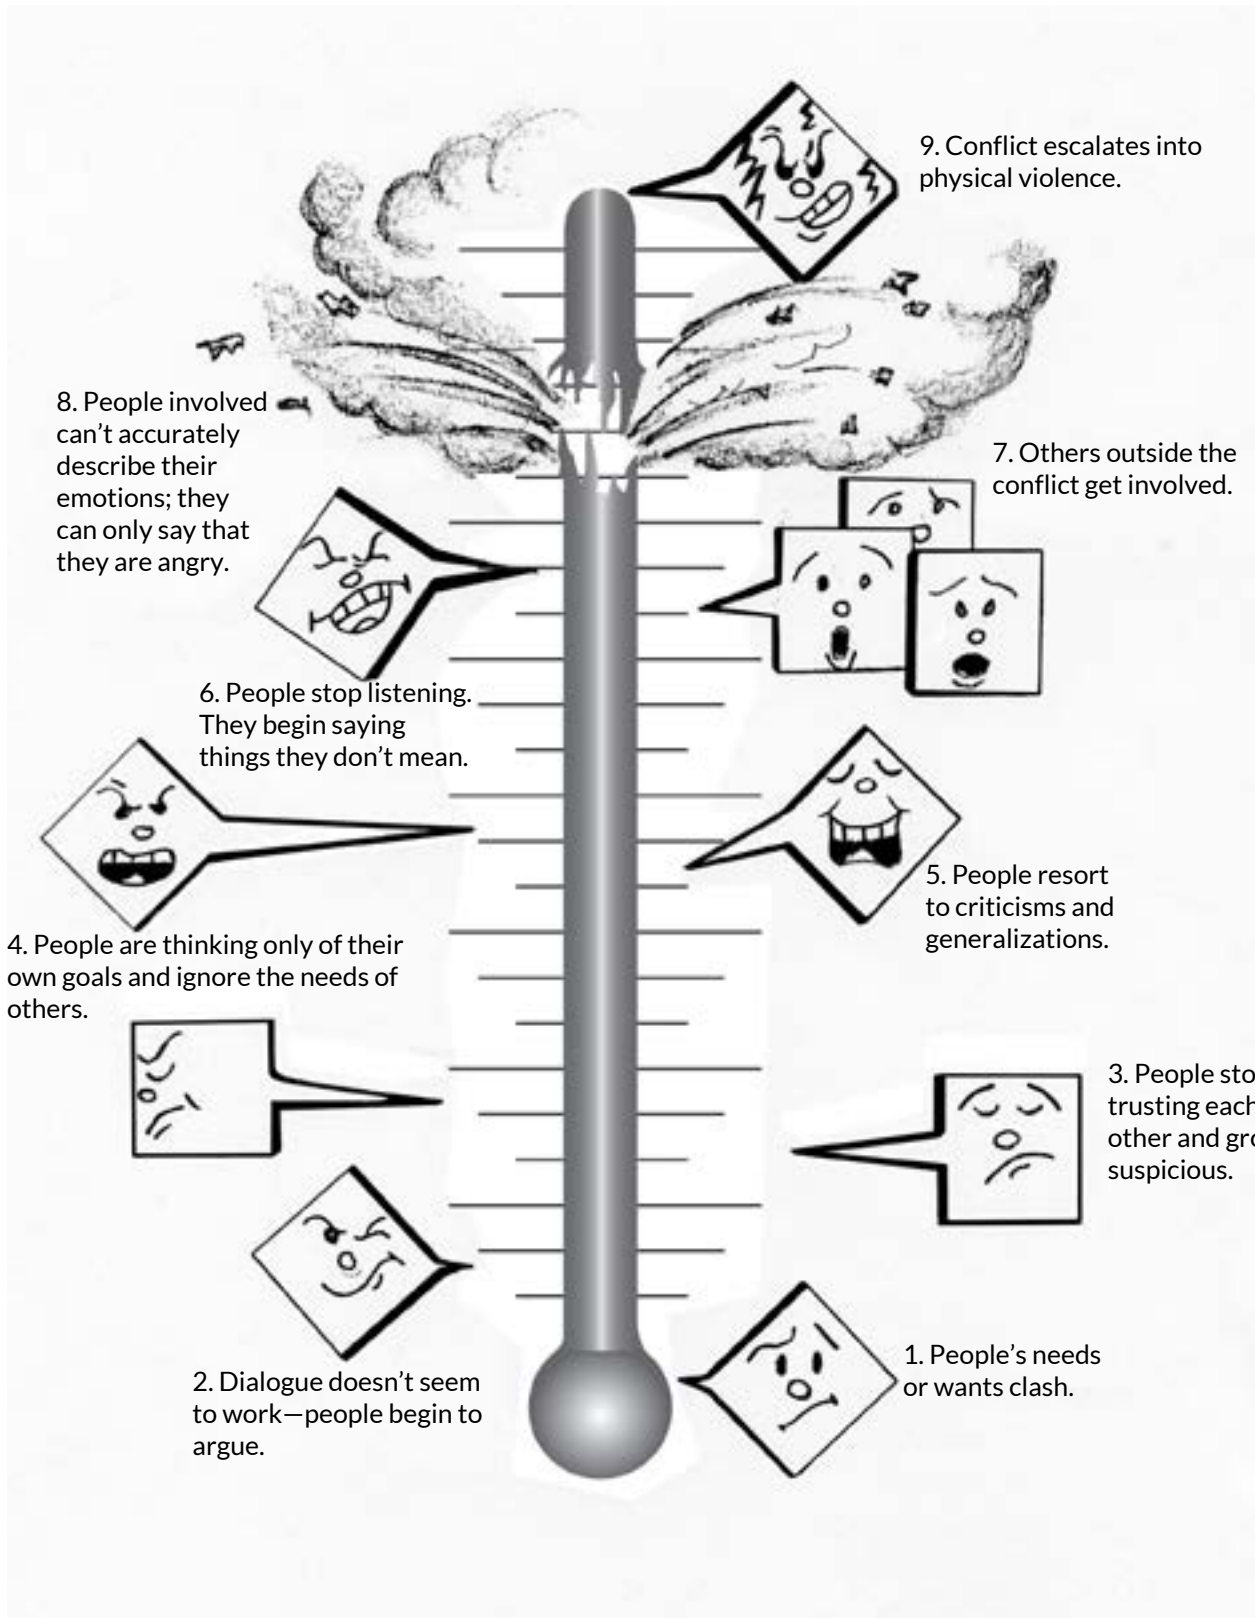 9. Conflict escalates into
physical violence.
8. People involved
can’t accurately
describe their
emotions; they
can only say that
they are angry.
7. Others outside the
conflict get involved.
6. People stop listening.
They begin saying
things they don’t mean.
5. People resort
to criticisms and
generalizations.
4. People are thinking only of their
own goals and ignore the needs of
others.
3. People sto
trusting each
other and gro
suspicious.
2. Dialogue doesn’t seem
to work—people begin to
argue.
1. People’s needs
or wants clash.